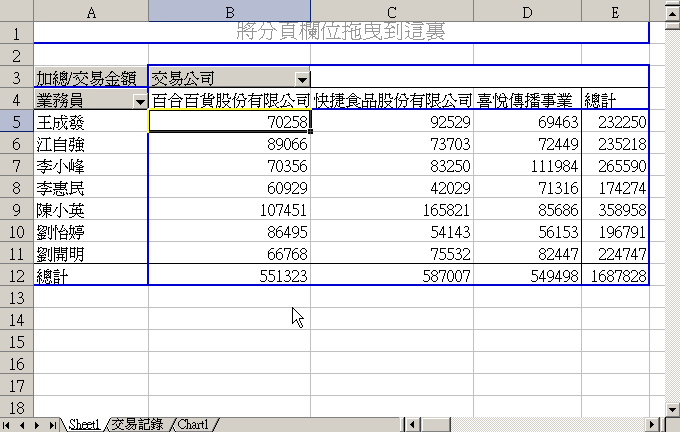 A B C D E
1 將分頁欄位拖曳到這裏
2
3 加總/交易金額 交易公司
4 業務員 百合百貨股份有限公司 快捷食品股份有限公司 喜悅傳播事業 總計
5 王成發 70258 92529 69463 232250
6 江自強 89066 73703 72449 235218
7 李小峰 70356 83250 111984 265590
8 李惠民 60929 42029 71316 174274
9 陳小英 107451 165821 85686 358958
10 劉怡婷 86495 54143 56153 196791
11 劉開明 66768 75532 82447 224747
12 總計 551323 587007 549498 1687828
13
14
15
16
17
18
Sheet1 交易記錄 Chart1